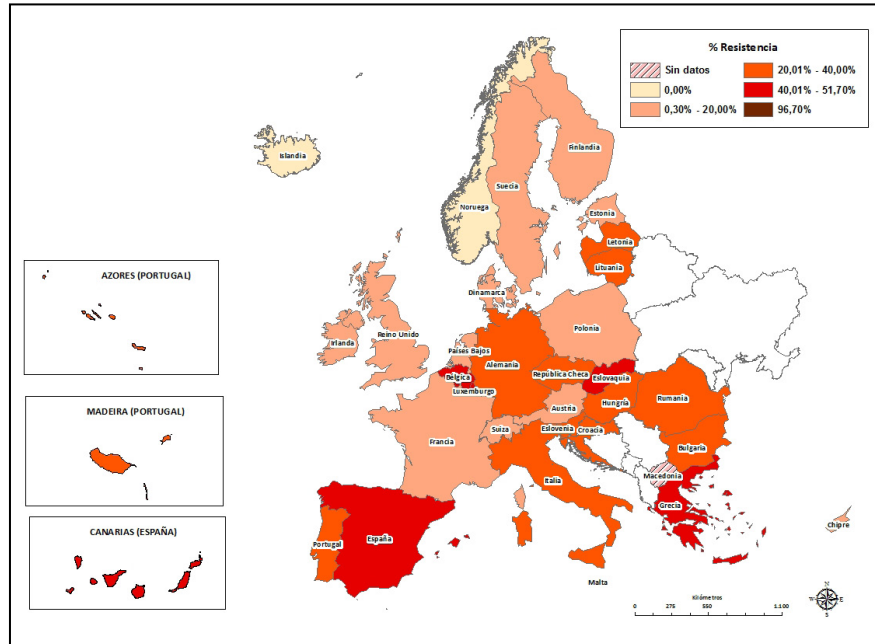 % Resistencia
Sin datos
0,00%
0,30% - 20,00%
20,01% - 40,00%
40,01% - 51,70%
96,70%
Islandia
Finlandia
Suecia
Noruega
Estonia
Letonia
Lituania
Dinamarca
Reino Unido
Irlanda
Polonia
Países Bajos
Alemania
Bélgica
Luxemburgo
República Checa
Eslovaquia
Austria
Hungría
Rumanía
Francia
Suiza
Eslovenia
Croacia
Bulgaria
Italia
Macedonia
Grecia
Portugal
España
Malta
Chipre
AZORES (PORTUGAL)
MADEIRA (PORTUGAL)
CANARIAS (ESPAÑA)
Kilómetros
0 275 550 1.100
N
W E
S